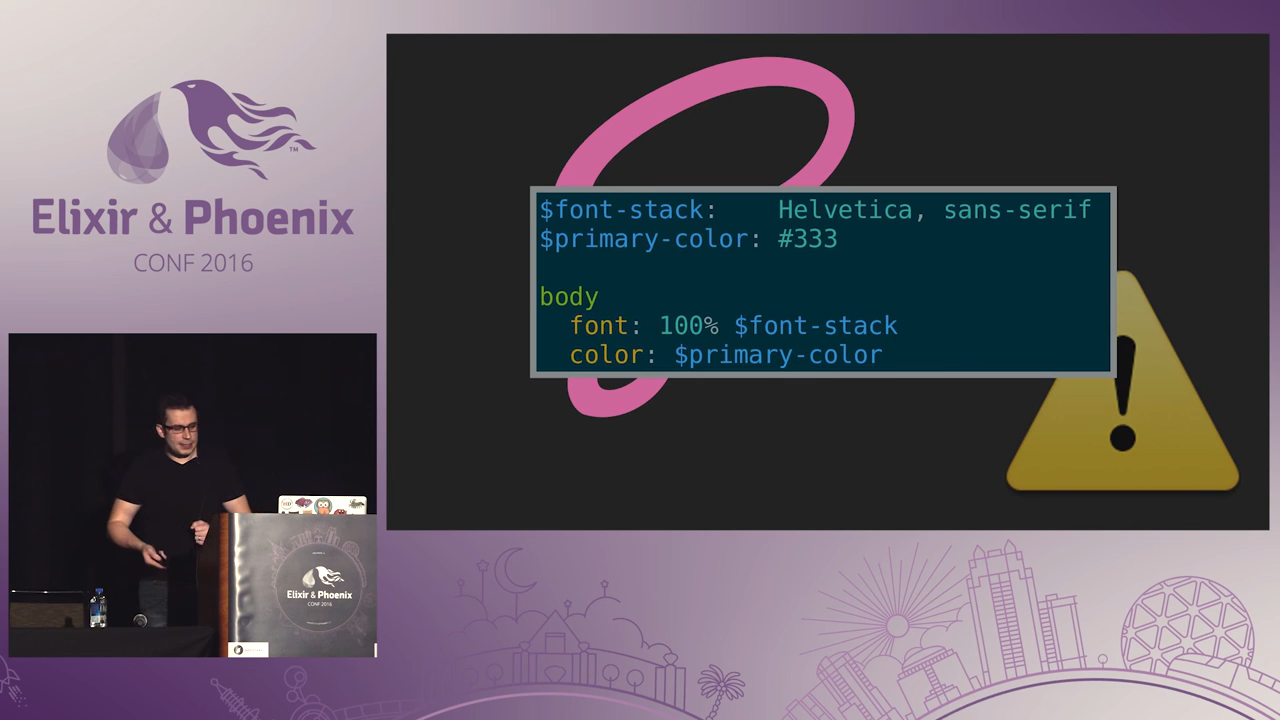 TM
Elixir & Phoenix
CONF 2016
$font-stack:    Helvetica, sans-serif
$primary-color: #333
body
  font: 100% $font-stack
  color: $primary-color
Elixir & Phoenix
CONF 2016